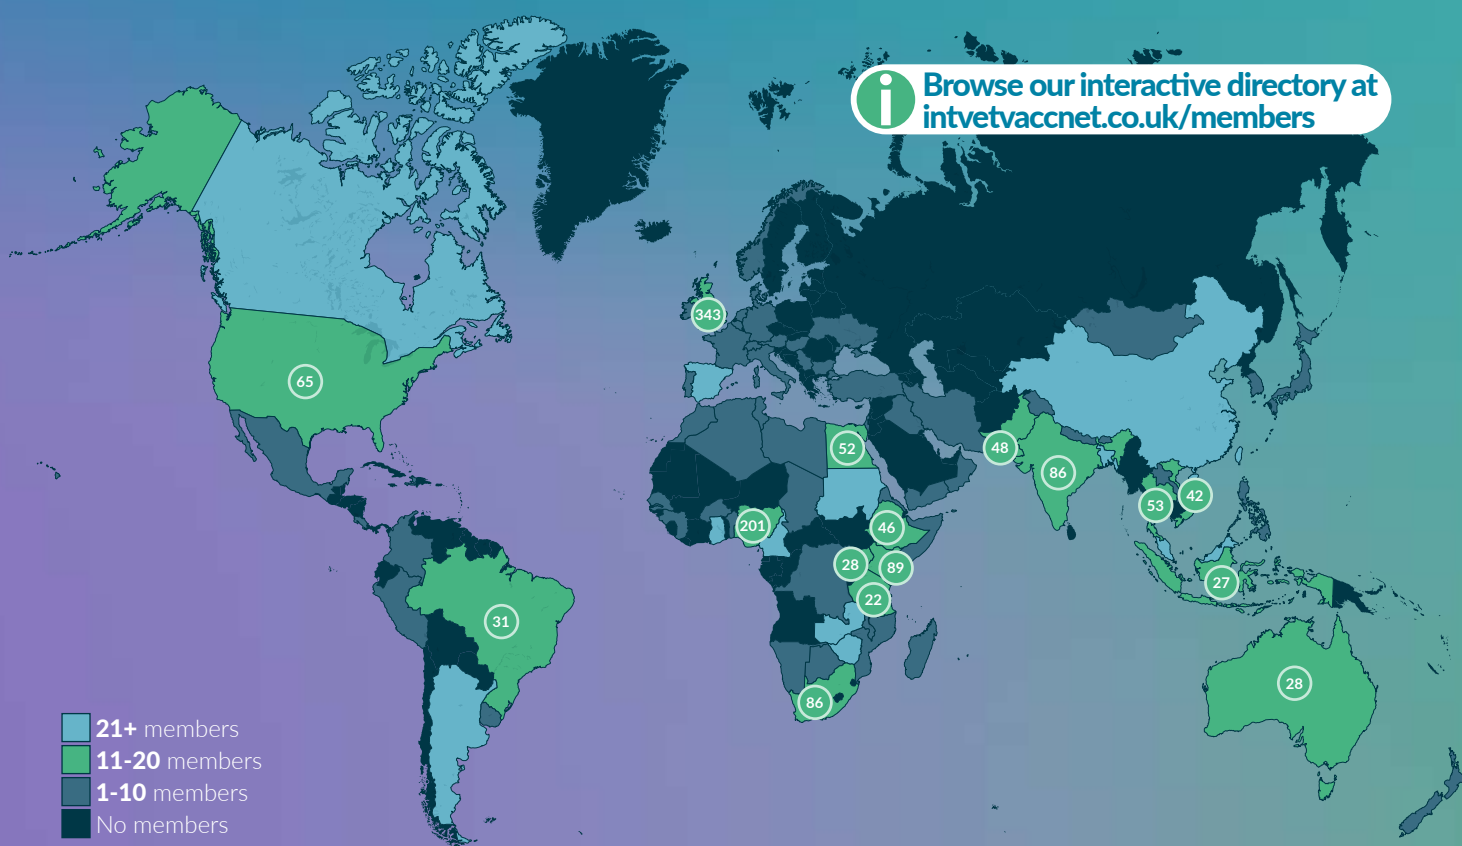 i
Browse our interactive directory at
intvetvaccnet.co.uk/members
343
65
52
48
86
53
42
201
46
28
89
22
27
31
28
86
21+ members
11-20 members
1-10 members
No members